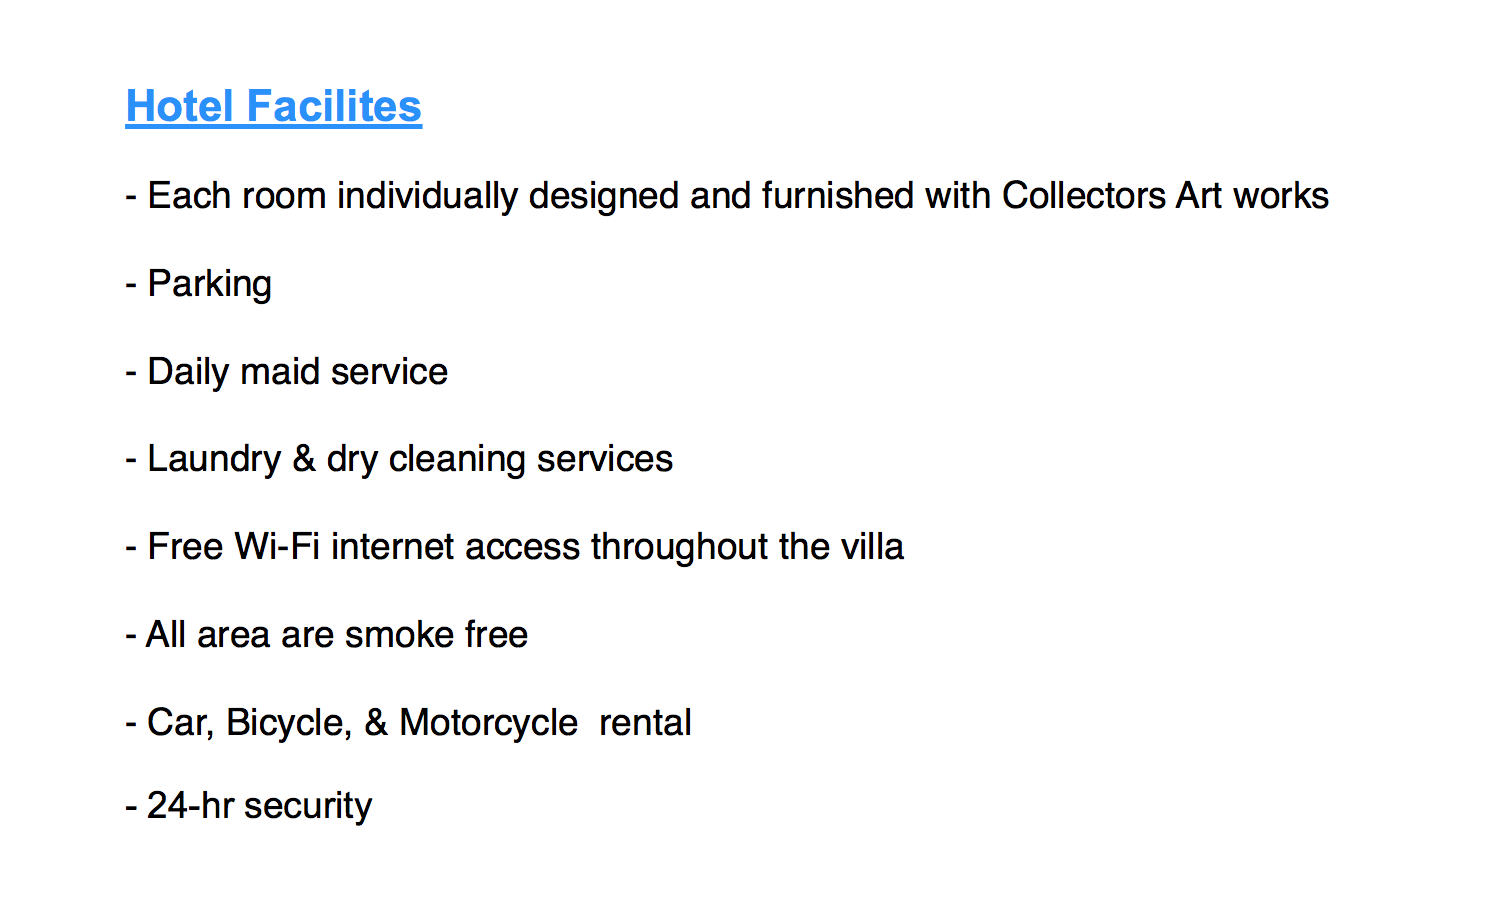 Hotel Facilites
- Each room individually designed and furnished with Collectors Art works
- Parking
- Daily maid service
- Laundry & dry cleaning services
- Free Wi-Fi internet access throughout the villa
- All area are smoke free
- Car, Bicycle, & Motorcycle  rental
- 24-hr security